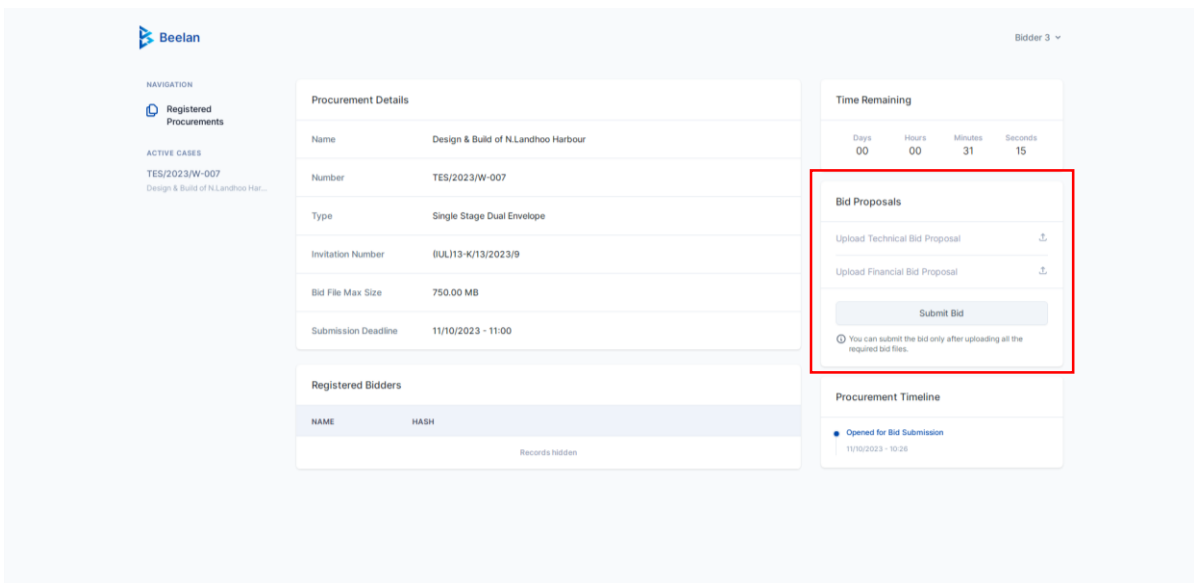 Beelan
Bidder 3
NAVIGATION
Registered
Procurements
ACTIVE CASES
TES/2023/W-007
Design & Build of N.Landhoo Har...
Procurement Details
Name Design & Build of N.Landhoo Harbour
Number TES/2023/W-007
Type Single Stage Dual Envelope
Invitation Number (IUL)13-K/13/2023/9
Bid File Max Size 750.00 MB
Submission Deadline 11/10/2023 - 11:00
Registered Bidders
NAME HASH
Records hidden
Time Remaining
Days Hours Minutes Seconds
00 00 31 15
Bid Proposals
Upload Technical Bid Proposal
Upload Financial Bid Proposal
Submit Bid
You can submit the bid only after uploading all the
required bid files.
Procurement Timeline
Opened for Bid Submission
11/10/2023 - 10:26